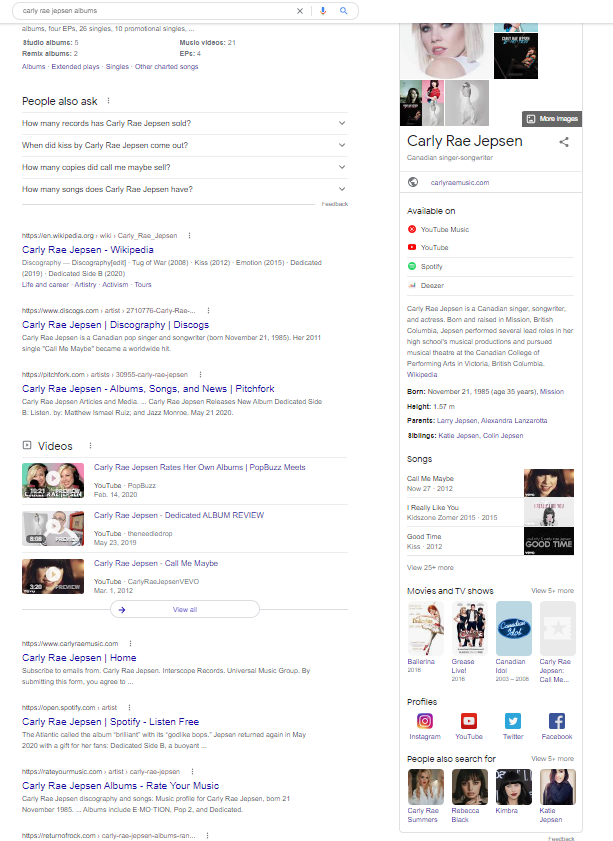 carly rae jepsen albums
albums, four EPs, 26 singles, 10 promotional singles, ...
Studio albums: 5
Music videos: 21
Remix albums: 2
EPs: 4
Albums · Extended plays · Singles · Other charted songs
People also ask
How many records has Carly Rae Jepsen sold?
When did kiss by Carly Rae Jepsen come out?
How many copies did call me maybe sell?
How many songs does Carly Rae Jepsen have?
Feedback
https://en.wikipedia.org › wiki › Carly_Rae_Jepsen
Carly Rae Jepsen - Wikipedia
Discography — Discography[edit] · Tug of War (2008) · Kiss (2012) · Emotion (2015) · Dedicated
(2019) · Dedicated Side B (2020)
Life and career · Artistry · Activism · Tours
https://www.discogs.com › artist › 2710776-Carly-Rae-...
Carly Rae Jepsen | Discography | Discogs
Carly Rae Jepsen is a Canadian pop singer and songwriter (born November 21, 1985). Her 2011
single "Call Me Maybe" became a worldwide hit.
https://pitchfork.com › artists › 30955-carly-rae-jepsen
Carly Rae Jepsen - Albums, Songs, and News | Pitchfork
Carly Rae Jepsen Articles and Media. ... Carly Rae Jepsen Releases New Album Dedicated Side
B: Listen. by: Matthew Ismail Ruiz; and Jazz Monroe. May 21 2020.
Videos
19:21
PREVIEW
Carly Rae Jepsen Rates Her Own Albums | PopBuzz Meets
YouTube · PopBuzz
Feb. 14, 2020
8:08
PREVIEW
Carly Rae Jepsen - Dedicated ALBUM REVIEW
YouTube · theneedledrop
May 23, 2019
3:20
PREVIEW
Carly Rae Jepsen - Call Me Maybe
YouTube · CarlyRaeJepsenVEVO
Mar. 1, 2012
View all
https://www.carlyraemusic.com
Carly Rae Jepsen | Home
Subscribe to emails from. Carly Rae Jepsen. Interscope Records. Universal Music Group. By
submitting this form, you agree to ...
https://open.spotify.com › artist
Carly Rae Jepsen | Spotify - Listen Free
The Atlantic called the album "brilliant" with its "godlike bops." Jepsen returned again in May
2020 with a gift for her fans: Dedicated Side B, a buoyant ...
https://rateyourmusic.com › artist › carly-rae-jepsen
Carly Rae Jepsen Albums - Rate Your Music
Carly Rae Jepsen discography and songs: Music profile for Carly Rae Jepsen, born 21
November 1985. ... Albums include E·MO·TION, Pop 2, and Dedicated.
https://returnofrock.com › carly-rae-jepsen-albums-ran...
More images
Carly Rae Jepsen
Canadian singer-songwriter
carlyraemusic.com
Available on
YouTube Music
YouTube
Spotify
Deezer
Carly Rae Jepsen is a Canadian singer, songwriter,
and actress. Born and raised in Mission, British
Columbia, Jepsen performed several lead roles in her
high school's musical productions and pursued
musical theatre at the Canadian College of
Performing Arts in Victoria, British Columbia.
Wikipedia
Born: November 21, 1985 (age 35 years), Mission
Height: 1.57 m
Parents: Larry Jepsen, Alexandra Lanzarotta
Siblings: Katie Jepsen, Colin Jepsen
Songs
Call Me Maybe
Now 27 · 2012
I Really Like You
Kidszone Zomer 2015 · 2015
Good Time
Kiss · 2012
GOOD TIME
View 25+ more
Movies and TV shows
View 5+ more
Ballerina
2016
Grease
Live!
2016
Canadian
Idol
2003 – 2008
Carly Rae
Jepsen:
Call Me...
Profiles
Instagram
YouTube
Twitter
Facebook
People also search for
View 5+ more
Carly Rae
Summers
Rebecca
Black
Kimbra
Katie
Jepsen
Feedback